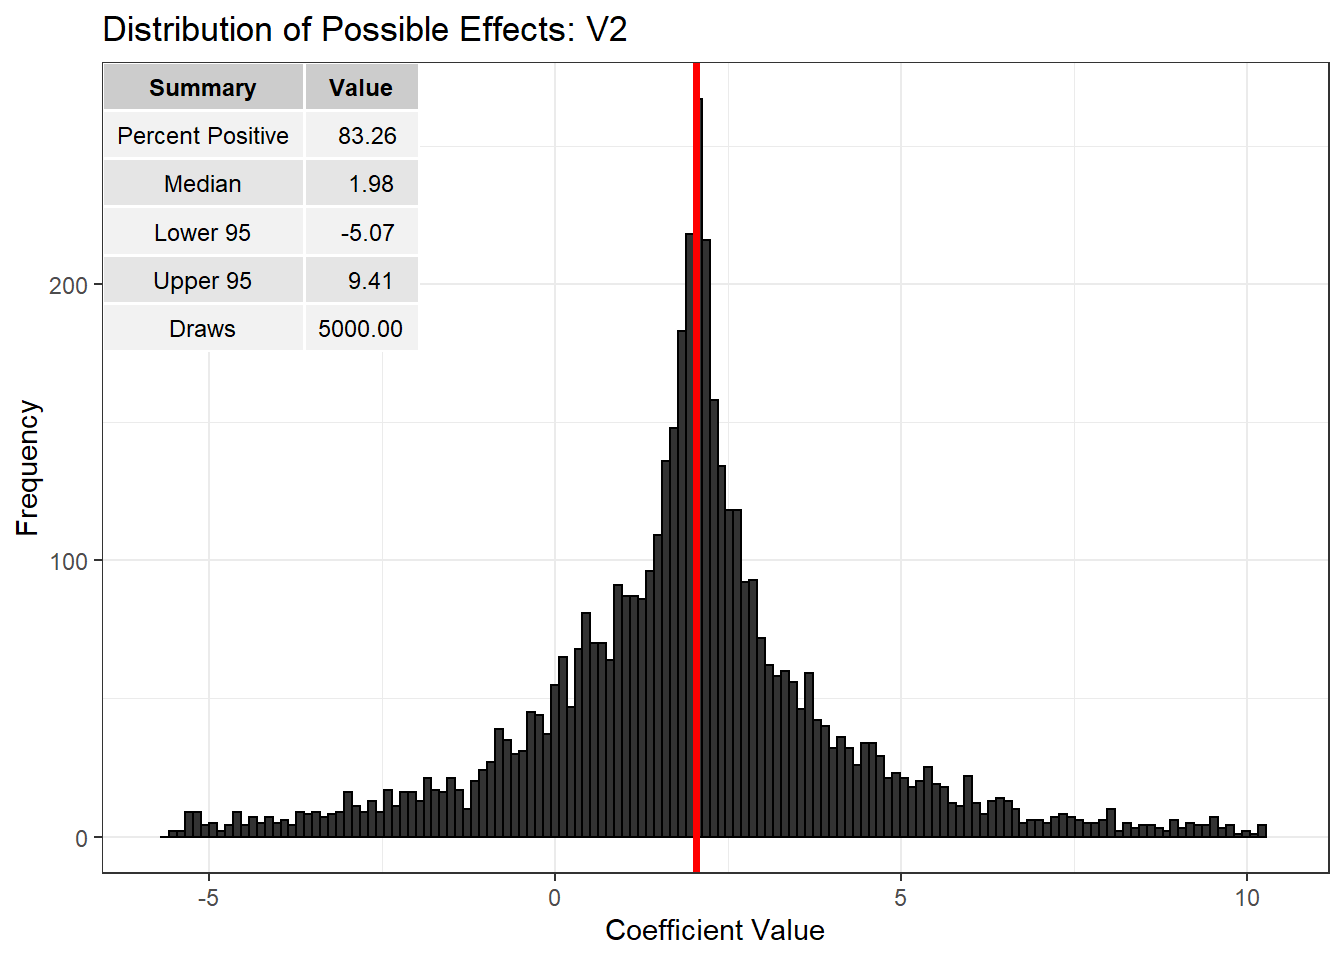 Distribution of Possible Effects: V2
Summary Value
Percent Positive 83.26
Median 1.98
Lower 95 -5.07
Upper 95 9.41
Draws 5000.00
Frequency
200
100
0
-5 0 5 10
Coefficient Value